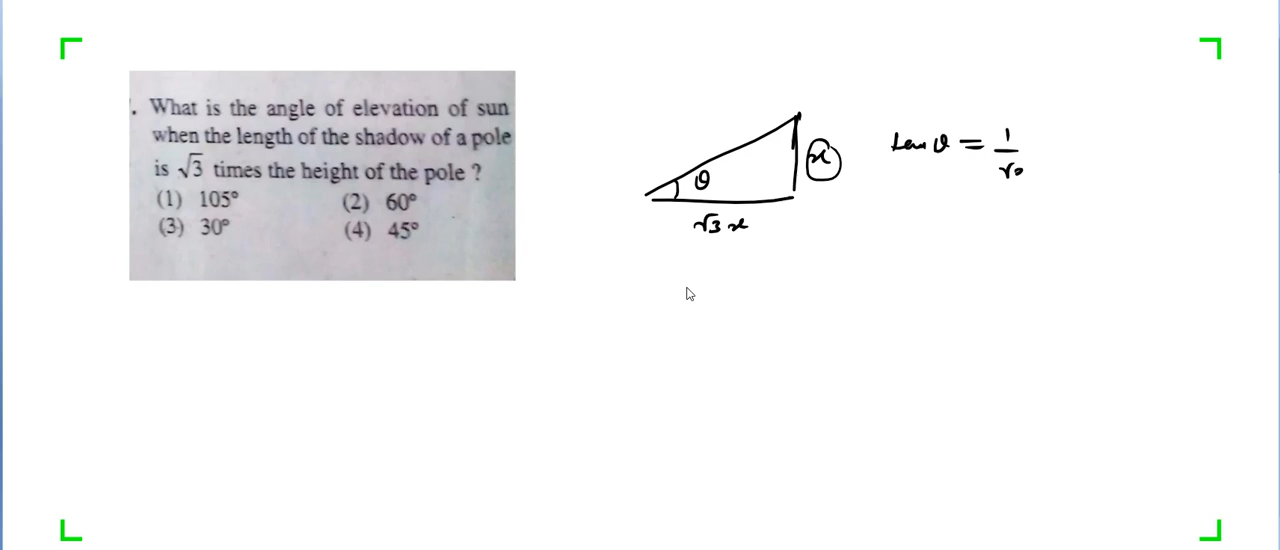 . What is the angle of elevation of sun
when the length of the shadow of a pole
is √3 times the height of the pole ?
(1) 105° (2) 60°
(3) 30° (4) 45°
θ
x
√3 x
tan θ = 1/√